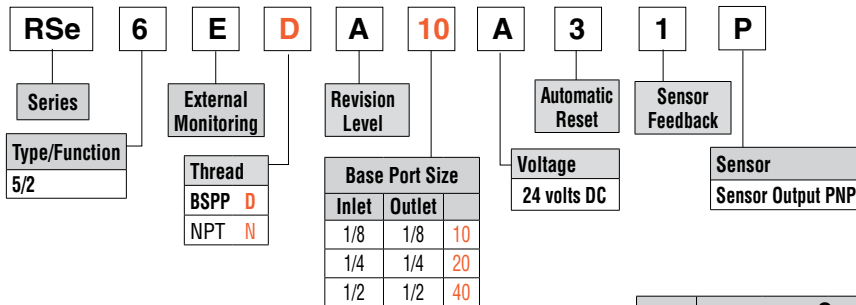 RSe 6 E D A 10 A 3 1 P
Series
External Monitoring
Revision Level
Automatic Reset
Sensor Feedback
Type/Function
5/2
Thread
BSPP D
NPT N
Base Port Size
Inlet Outlet
1/8 1/8 10
1/4 1/4 20
1/2 1/2 40
Voltage
24 volts DC
Sensor
Sensor Output PNP